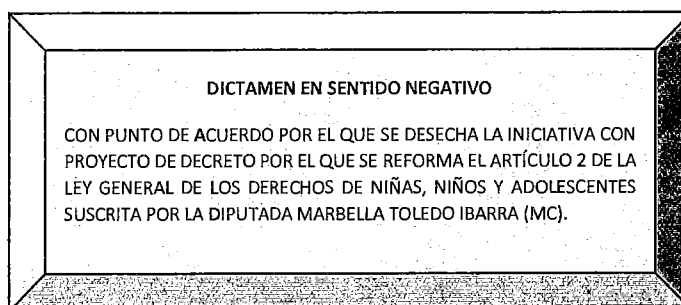 DICTAMEN EN SENTIDO NEGATIVO
CON PUNTO DE ACUERDO POR EL QUE SE DESECHA LA INICIATIVA CON
PROYECTO DE DECRETO POR EL QUE SE REFORMA EL ARTÍCULO 2 DE LA
LEY GENERAL DE LOS DERECHOS DE NIÑAS, NIÑOS Y ADOLESCENTES
SUSCRITA POR LA DIPUTADA MARBELLA TOLEDO IBARRA (MC).